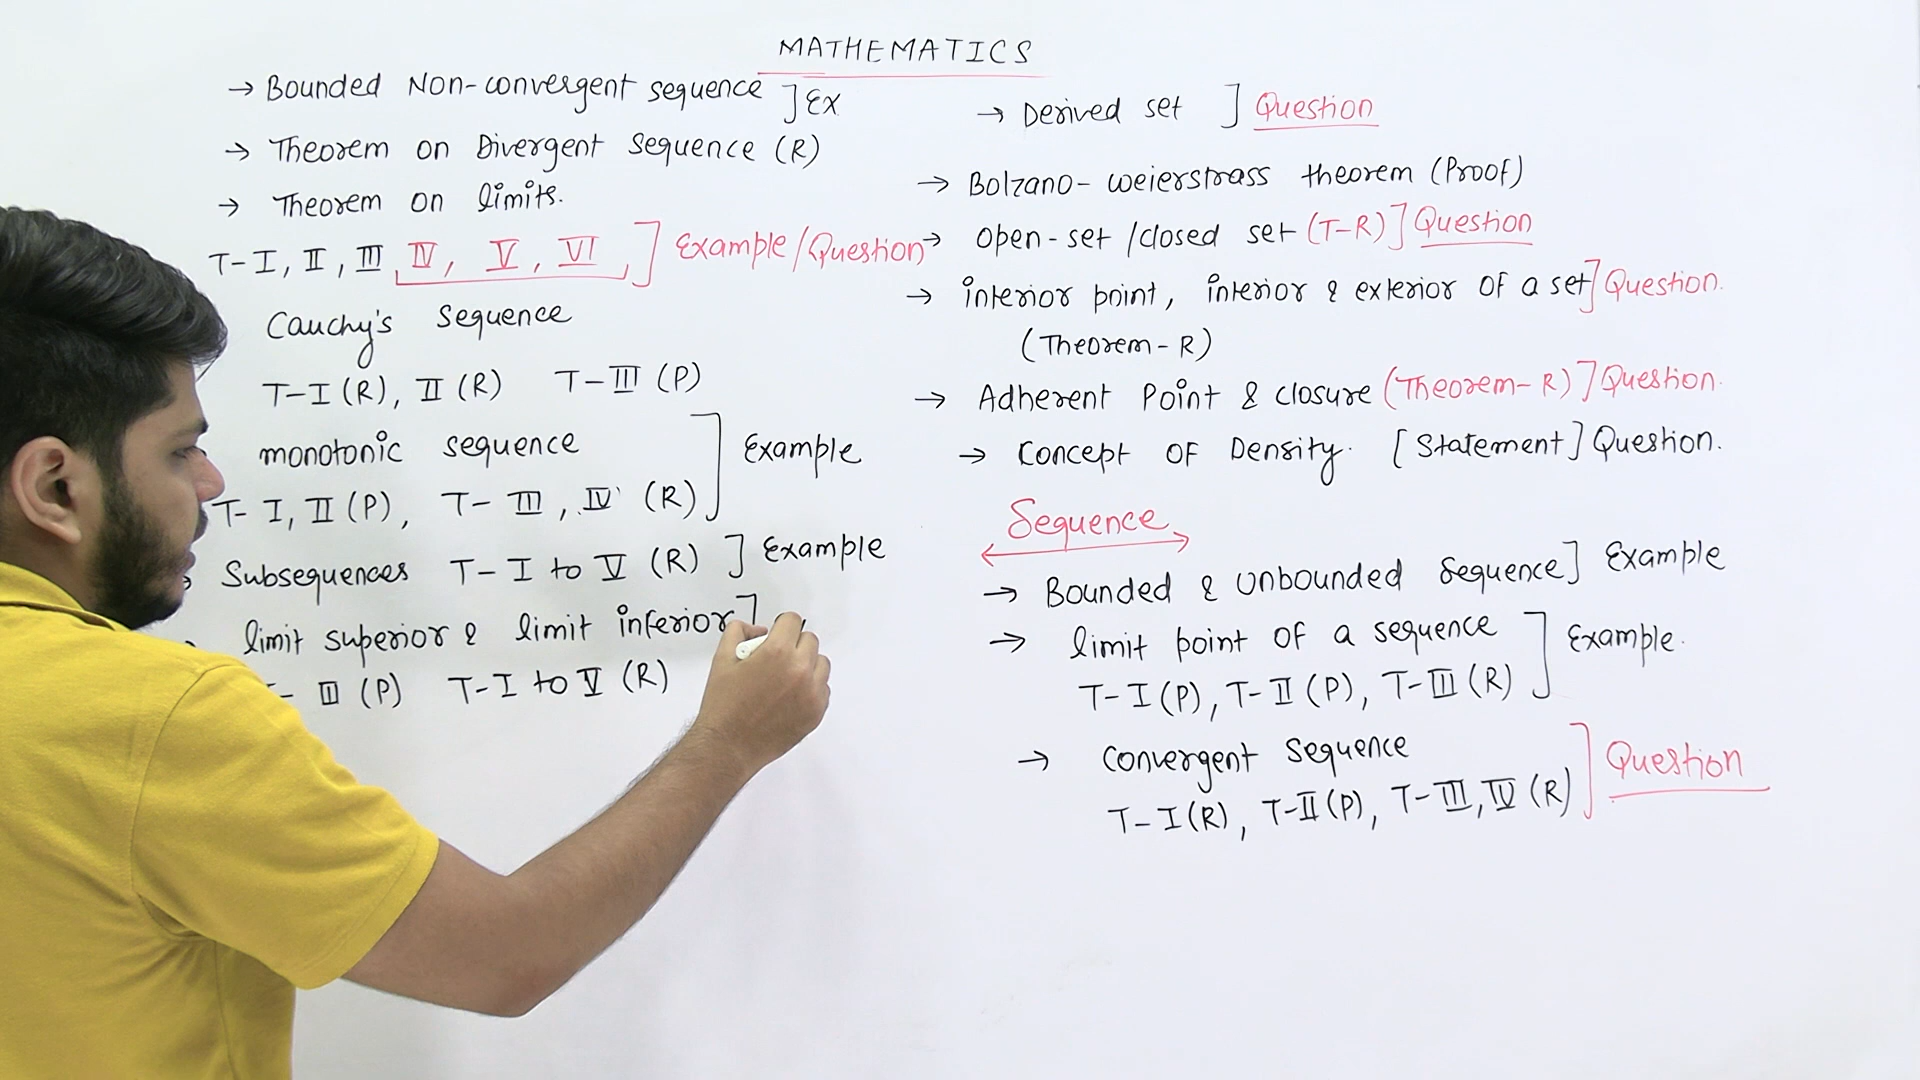 MATHEMATICS
→ Bounded Non-convergent sequence ] Ex
→ Theorem on Divergent sequence (R)
→ Theorem on limits.
T-I, II, III IV, V, VI ] Example/Question
Cauchy's sequence
T-I (R), II (R) T-III (P)
monotonic sequence
T- I, II (P), T- III, IV (R) ] Example
Subsequences T-I to V (R) ] Example
limit superior & limit inferior ]
- II (P) T-I to V (R)
→ Derived set ] Question
→ Bolzano-weierstrass theorem (Proof)
→ open-set /closed set (T-R) ] Question
→ interior point, interior & exterior of a set ] Question.
(Theorem-R)
→ Adherent Point & closure (Theorem-R) ] Question.
→ Concept OF Density. [Statement] Question.
Sequence
→ Bounded & Unbounded Sequence ] Example
→ limit point of a sequence
T-I (P), T-II (P), T-III (R) ] Example.
→ Convergent sequence
T-I (R), T-II (P), T-III, IV (R) ] Question